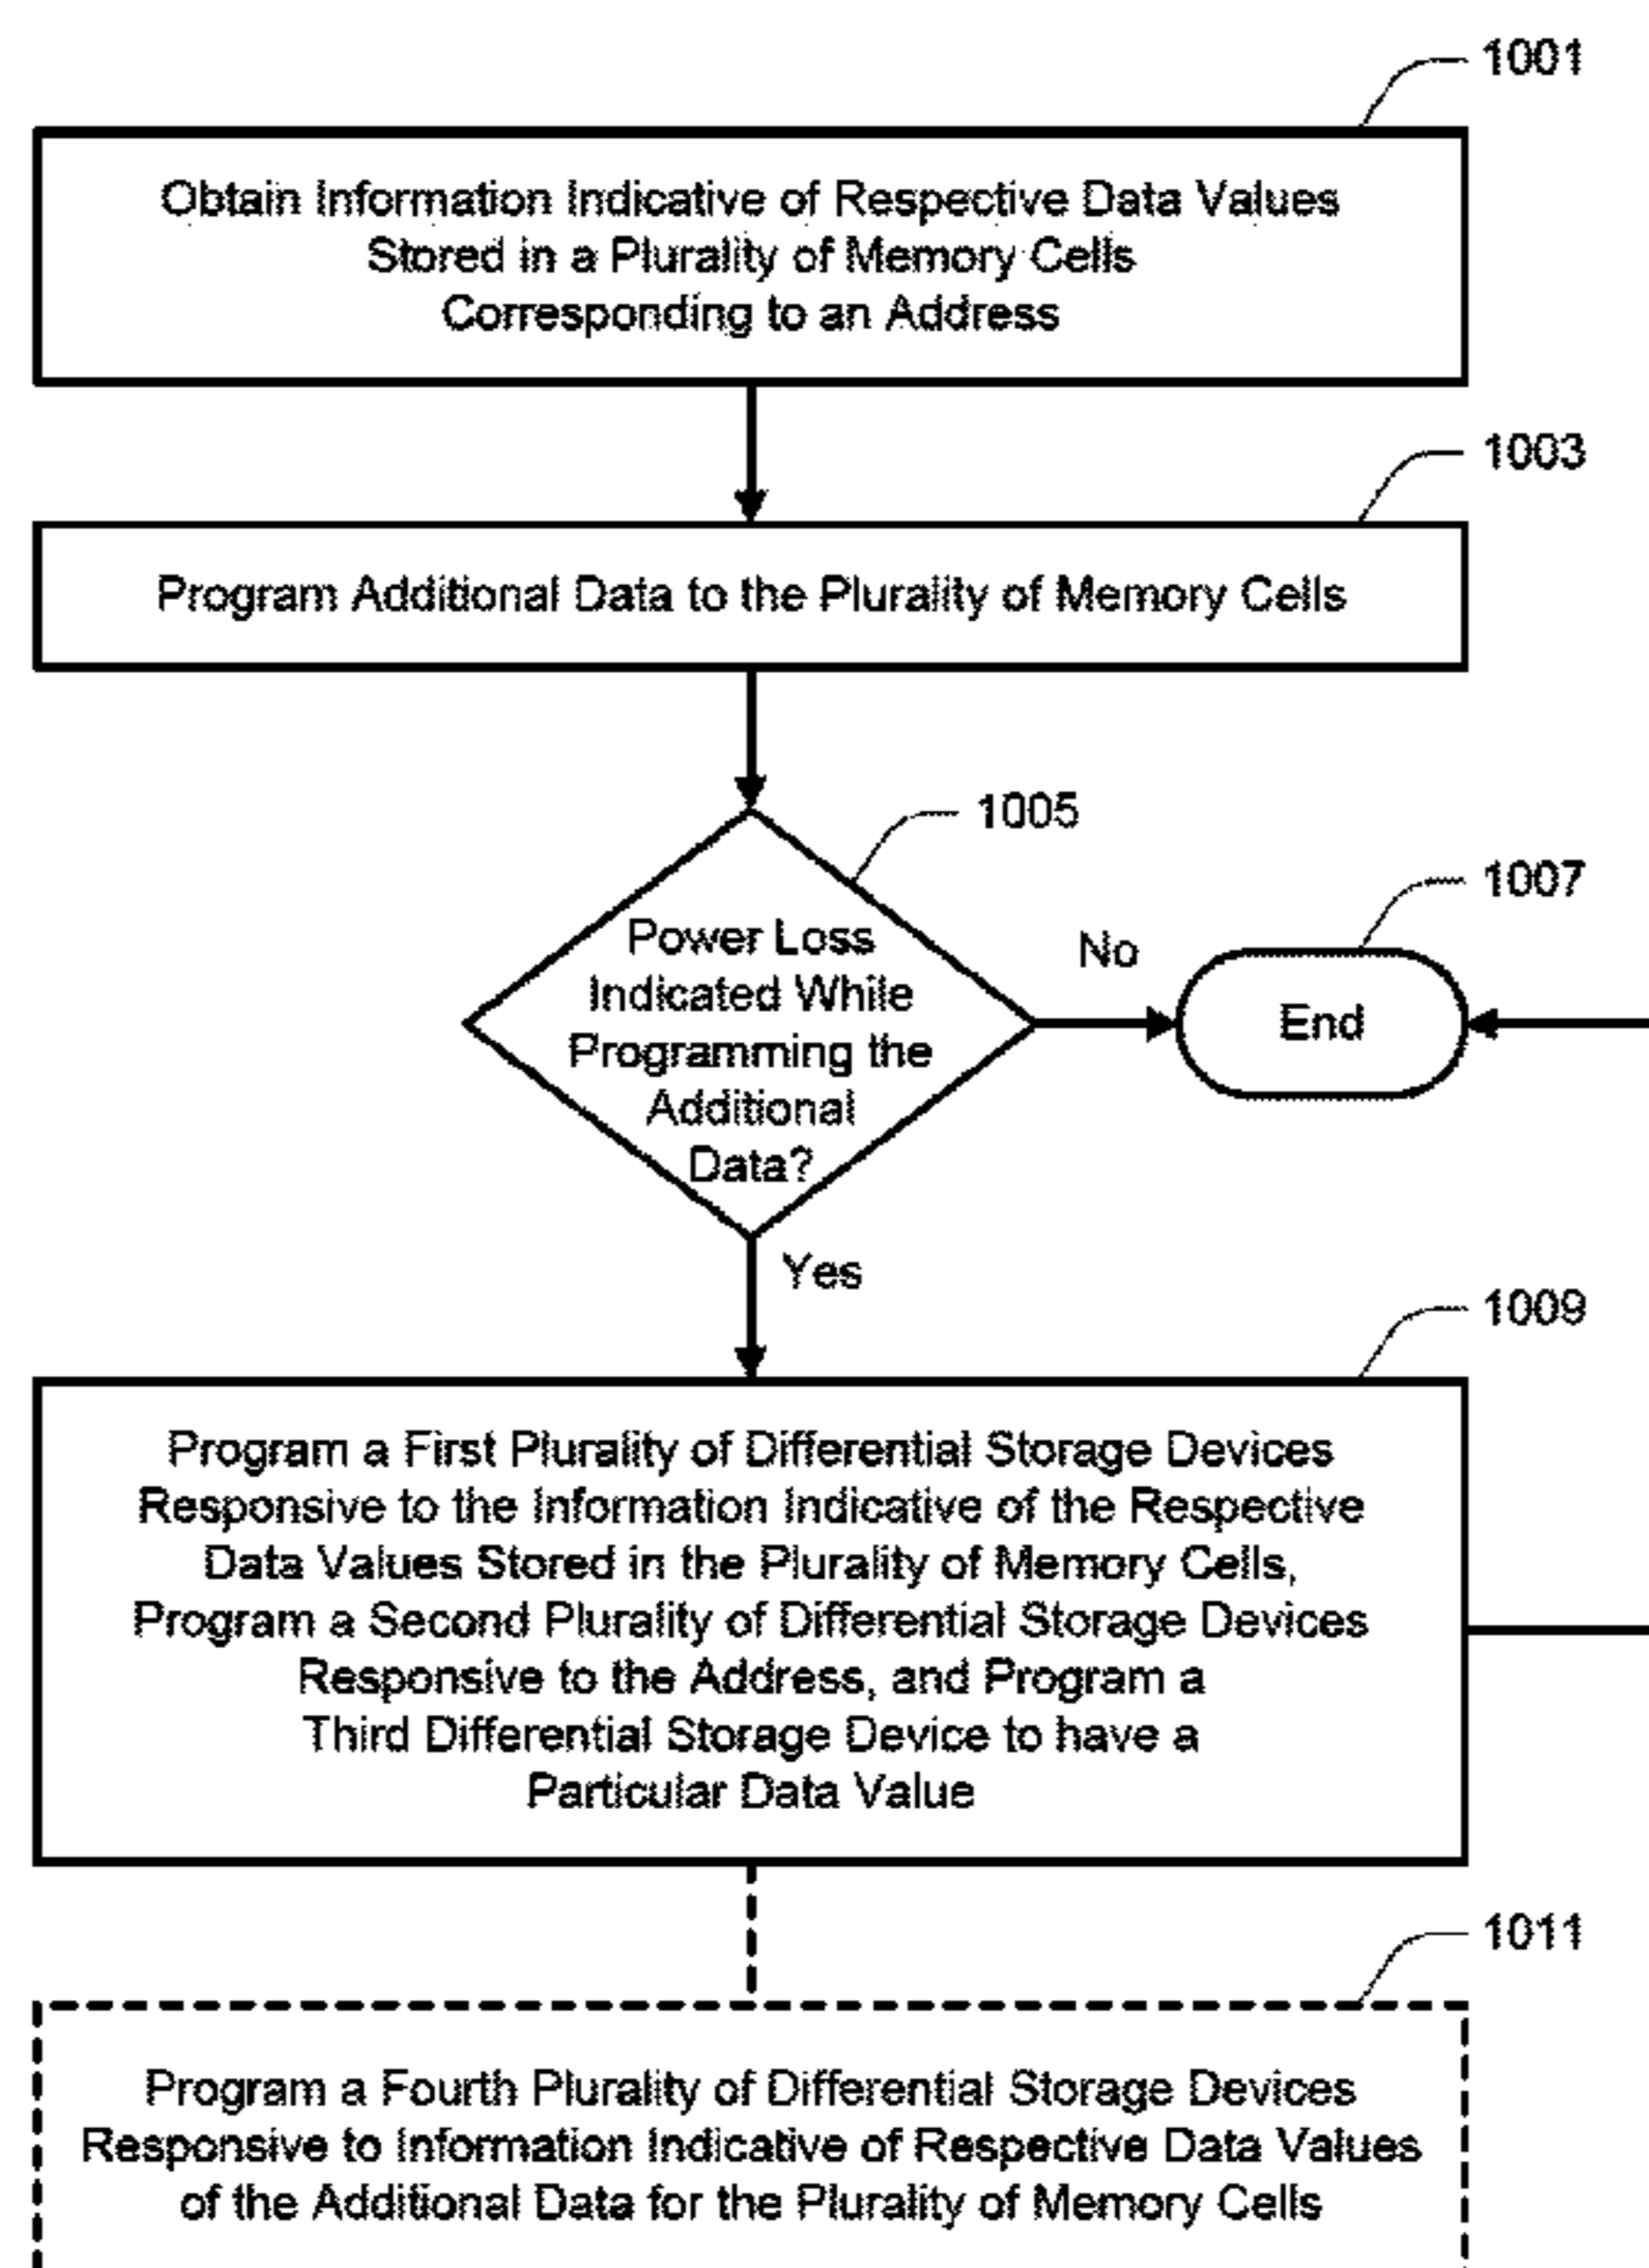 1001
Obtain Information Indicative of Respective Data Values
Stored in a Plurality of Memory Cells
Corresponding to an Address
1003
Program Additional Data to the Plurality of Memory Cells
1005
Power Loss
Indicated While
Programming the
Additional
Data?
No
1007
End
Yes
1009
Program a First Plurality of Differential Storage Devices
Responsive to the Information Indicative of the Respective
Data Values Stored in the Plurality of Memory Cells,
Program a Second Plurality of Differential Storage Devices
Responsive to the Address, and Program a
Third Differential Storage Device to have a
Particular Data Value
1011
Program a Fourth Plurality of Differential Storage Devices
Responsive to Information Indicative of Respective Data Values
of the Additional Data for the Plurality of Memory Cells